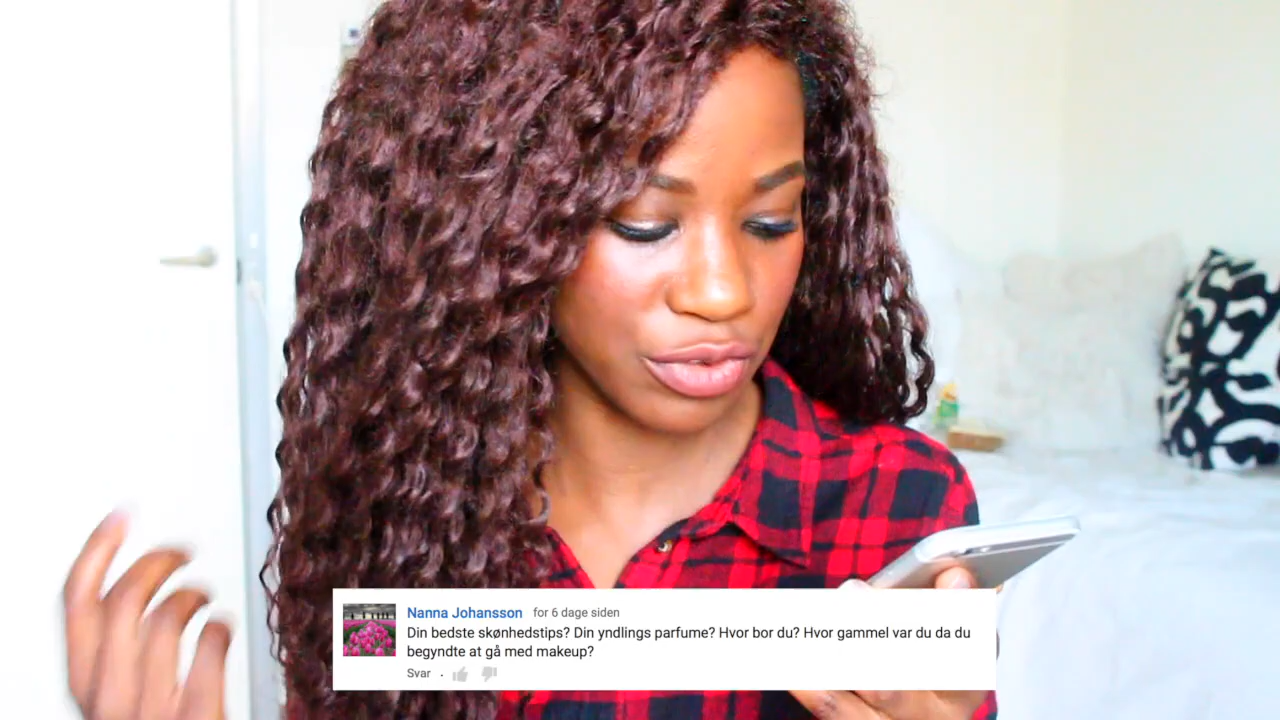 Nanna Johansson for 6 dage siden
Din bedste skønhedstips? Din yndlings parfume? Hvor bor du? Hvor gammel var du da du
begyndte at gå med makeup?
Svar .